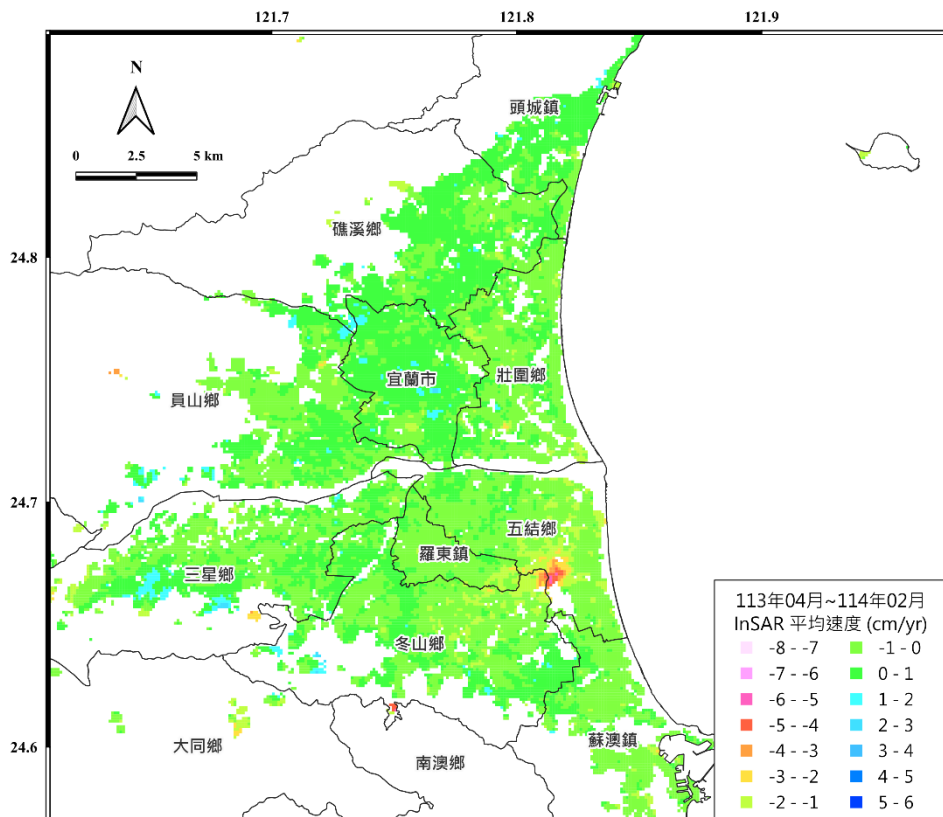 121.7 121.8 121.9
N
0 2.5 5 km
頭城鎮
24.8
礁溪鄉
宜蘭市
壯圍鄉
員山鄉
24.7
五結鄉
羅東鎮
三星鄉
冬山鄉
24.6
大同鄉
南澳鄉
蘇澳鎮
113年04月~114年02月
InSAR 平均速度 (cm/yr)
-8 - -7 -1 - 0
-7 - -6 0 - 1
-6 - -5 1 - 2
-5 - -4 2 - 3
-4 - -3 3 - 4
-3 - -2 4 - 5
-2 - -1 5 - 6